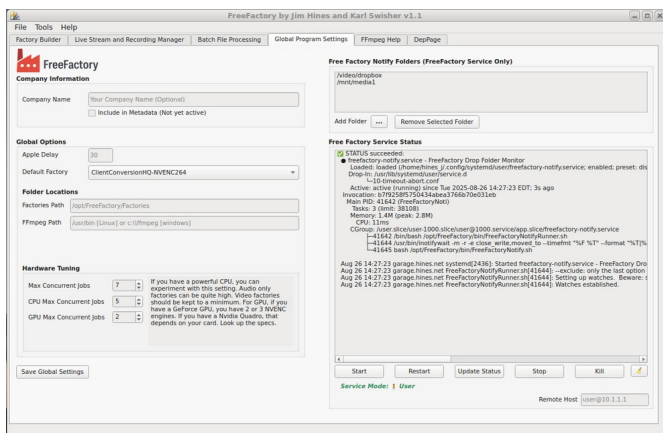 FreeFactory by Jim Hines and Karl Swisher v1.1
File Tools Help
Factory Builder
Live Stream and Recording Manager
Batch File Processing
Global Program Settings
FFmpeg Help
DepPage
FreeFactory
Company Information
Company Name
Your Company Name (Optional)
Include in Metadata (Not yet active)
Global Options
Apple Delay
30
Default Factory
ClientConversionHQ-NVENC264
Folder Locations
Factories Path
/opt/FreeFactory/Factories
FFmpeg Path
/usr/bin [Linux] or c:\\ffmpeg [windows]
Hardware Tuning
Max Concurrent Jobs
7
CPU Max Concurrent Jobs
5
GPU Max Concurrent Jobs
2
If you have a powerful CPU, you can
experiment with this setting. Audio only
factories can be quite high. Video factories
should be kept to a minimum. For GPU, if you
have a GeForce GPU, you have 2 or 3 NVENC
engines. If you have a Nvidia Quadro, that
depends on your card. Look up the specs.
Save Global Settings
Free Factory Notify Folders (FreeFactory Service Only)
/video/dropbox
/mnt/media1
Add Folder
...
Remove Selected Folder
Free Factory Service Status
✅ STATUS succeeded:
● freefactory-notify.service - FreeFactory Drop Folder Monitor
Loaded: loaded (/home/hines_j/.config/systemd/user/freefactory-notify.service; enabled; preset: dis
Drop-In: /usr/lib/systemd/user/service.d
└─10-timeout-abort.conf
Active: active (running) since Tue 2025-08-26 14:27:23 EDT; 3s ago
Invocation: b7f9258f5750434abea3766b70e031eb
Main PID: 41642 (FreeFactoryNoti)
Tasks: 3 (limit: 38108)
Memory: 1.4M (peak: 2.8M)
CPU: 11ms
CGroup: /user.slice/user-1000.slice/user@1000.service/app.slice/freefactory-notify.service
├─41642 /bin/bash /opt/FreeFactory/bin/FreeFactoryNotifyRunner.sh
├─41644 /usr/bin/inotifywait -m -r -e close_write,moved_to --timefmt "%F %T" --format "%T|%
└─41645 bash /opt/FreeFactory/bin/FreeFactoryNotify.sh
Aug 26 14:27:23 garage.hines.net systemd[2436]: Started freefactory-notify.service - FreeFactory Dro
Aug 26 14:27:23 garage.hines.net FreeFactoryNotifyRunner.sh[41644]: --exclude: only the last option
Aug 26 14:27:23 garage.hines.net FreeFactoryNotifyRunner.sh[41644]: Setting up watches. Beware: s
Aug 26 14:27:23 garage.hines.net FreeFactoryNotifyRunner.sh[41644]: Watches established.
Start
Restart
Update Status
Stop
Kill
Service Mode: User
Remote Host
user@10.1.1.1